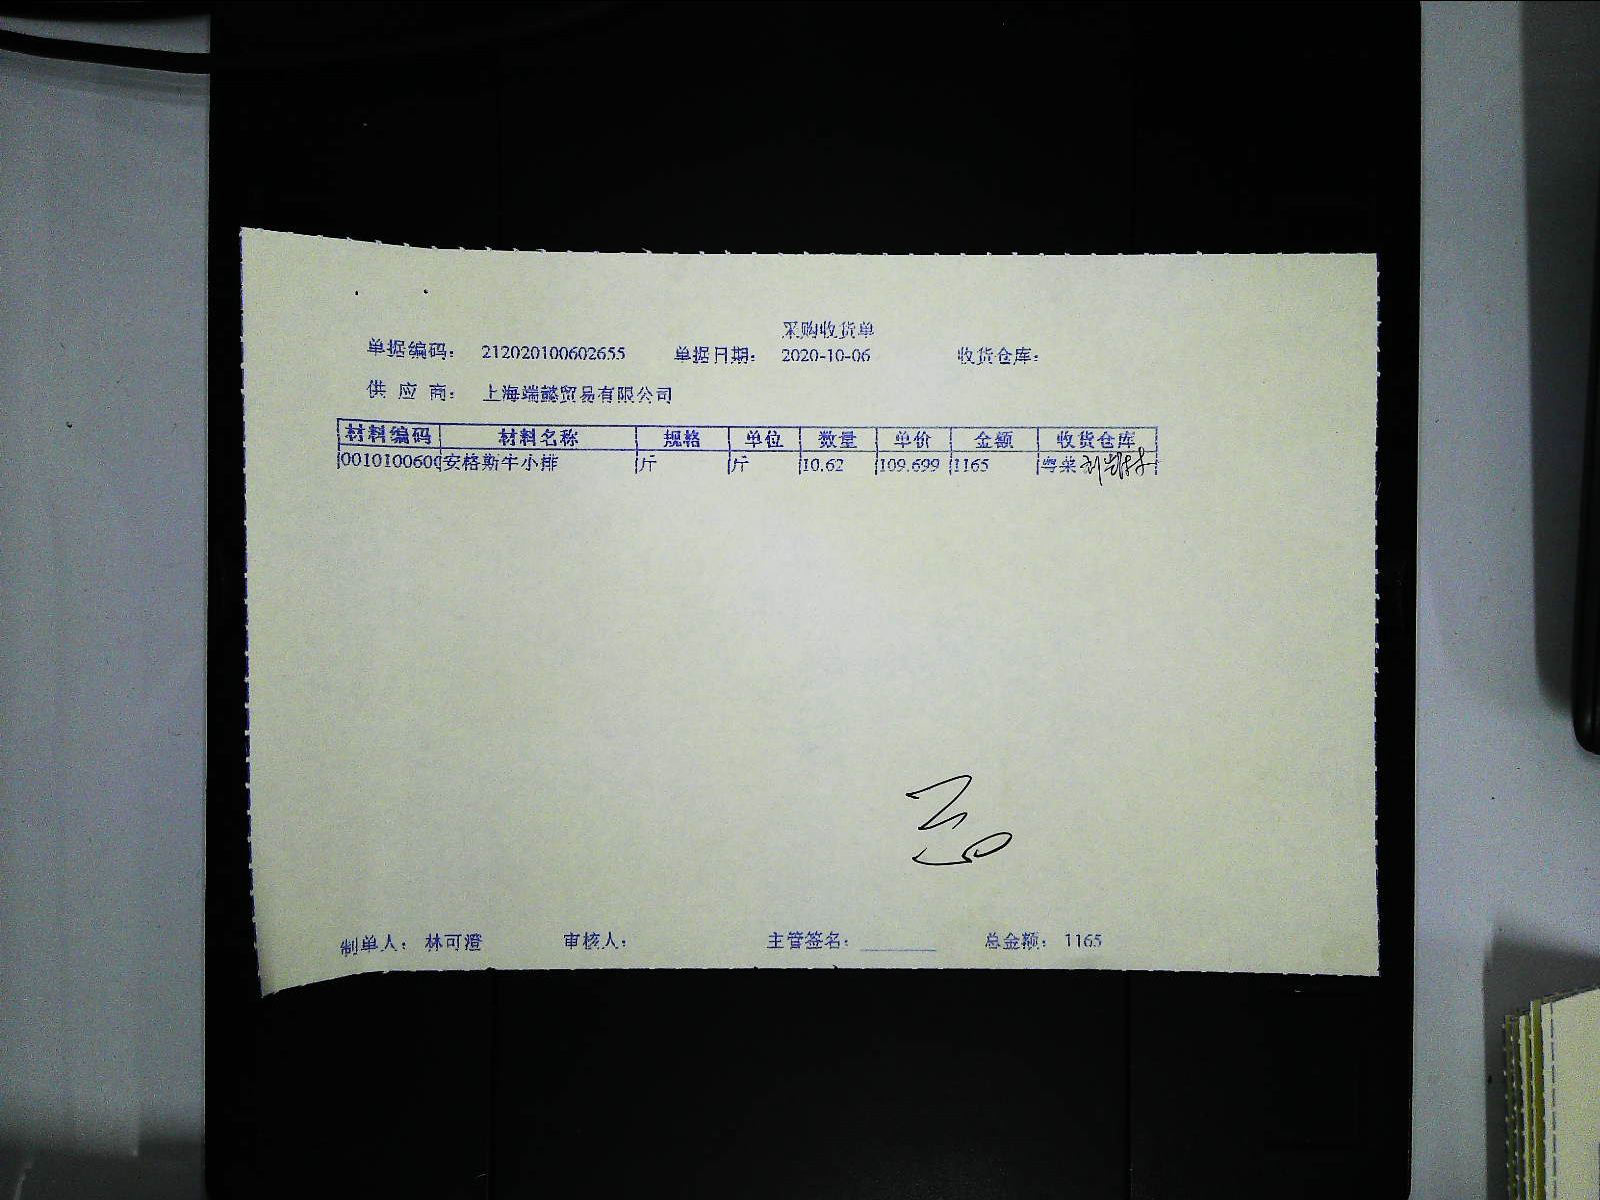 采购收货单
单据编码： 212020100602655 单据日期： 2020-10-06 收货仓库：
供 应 商： 上海端懿贸易有限公司
材料编码 材料名称 规格 单位 数量 单价 金额 收货仓库
0010100600 安格斯牛小排 斤 斤 10.62 109.699 1165 粤菜
制单人： 林可澄 审核人： 主管签名： 总金额： 1165